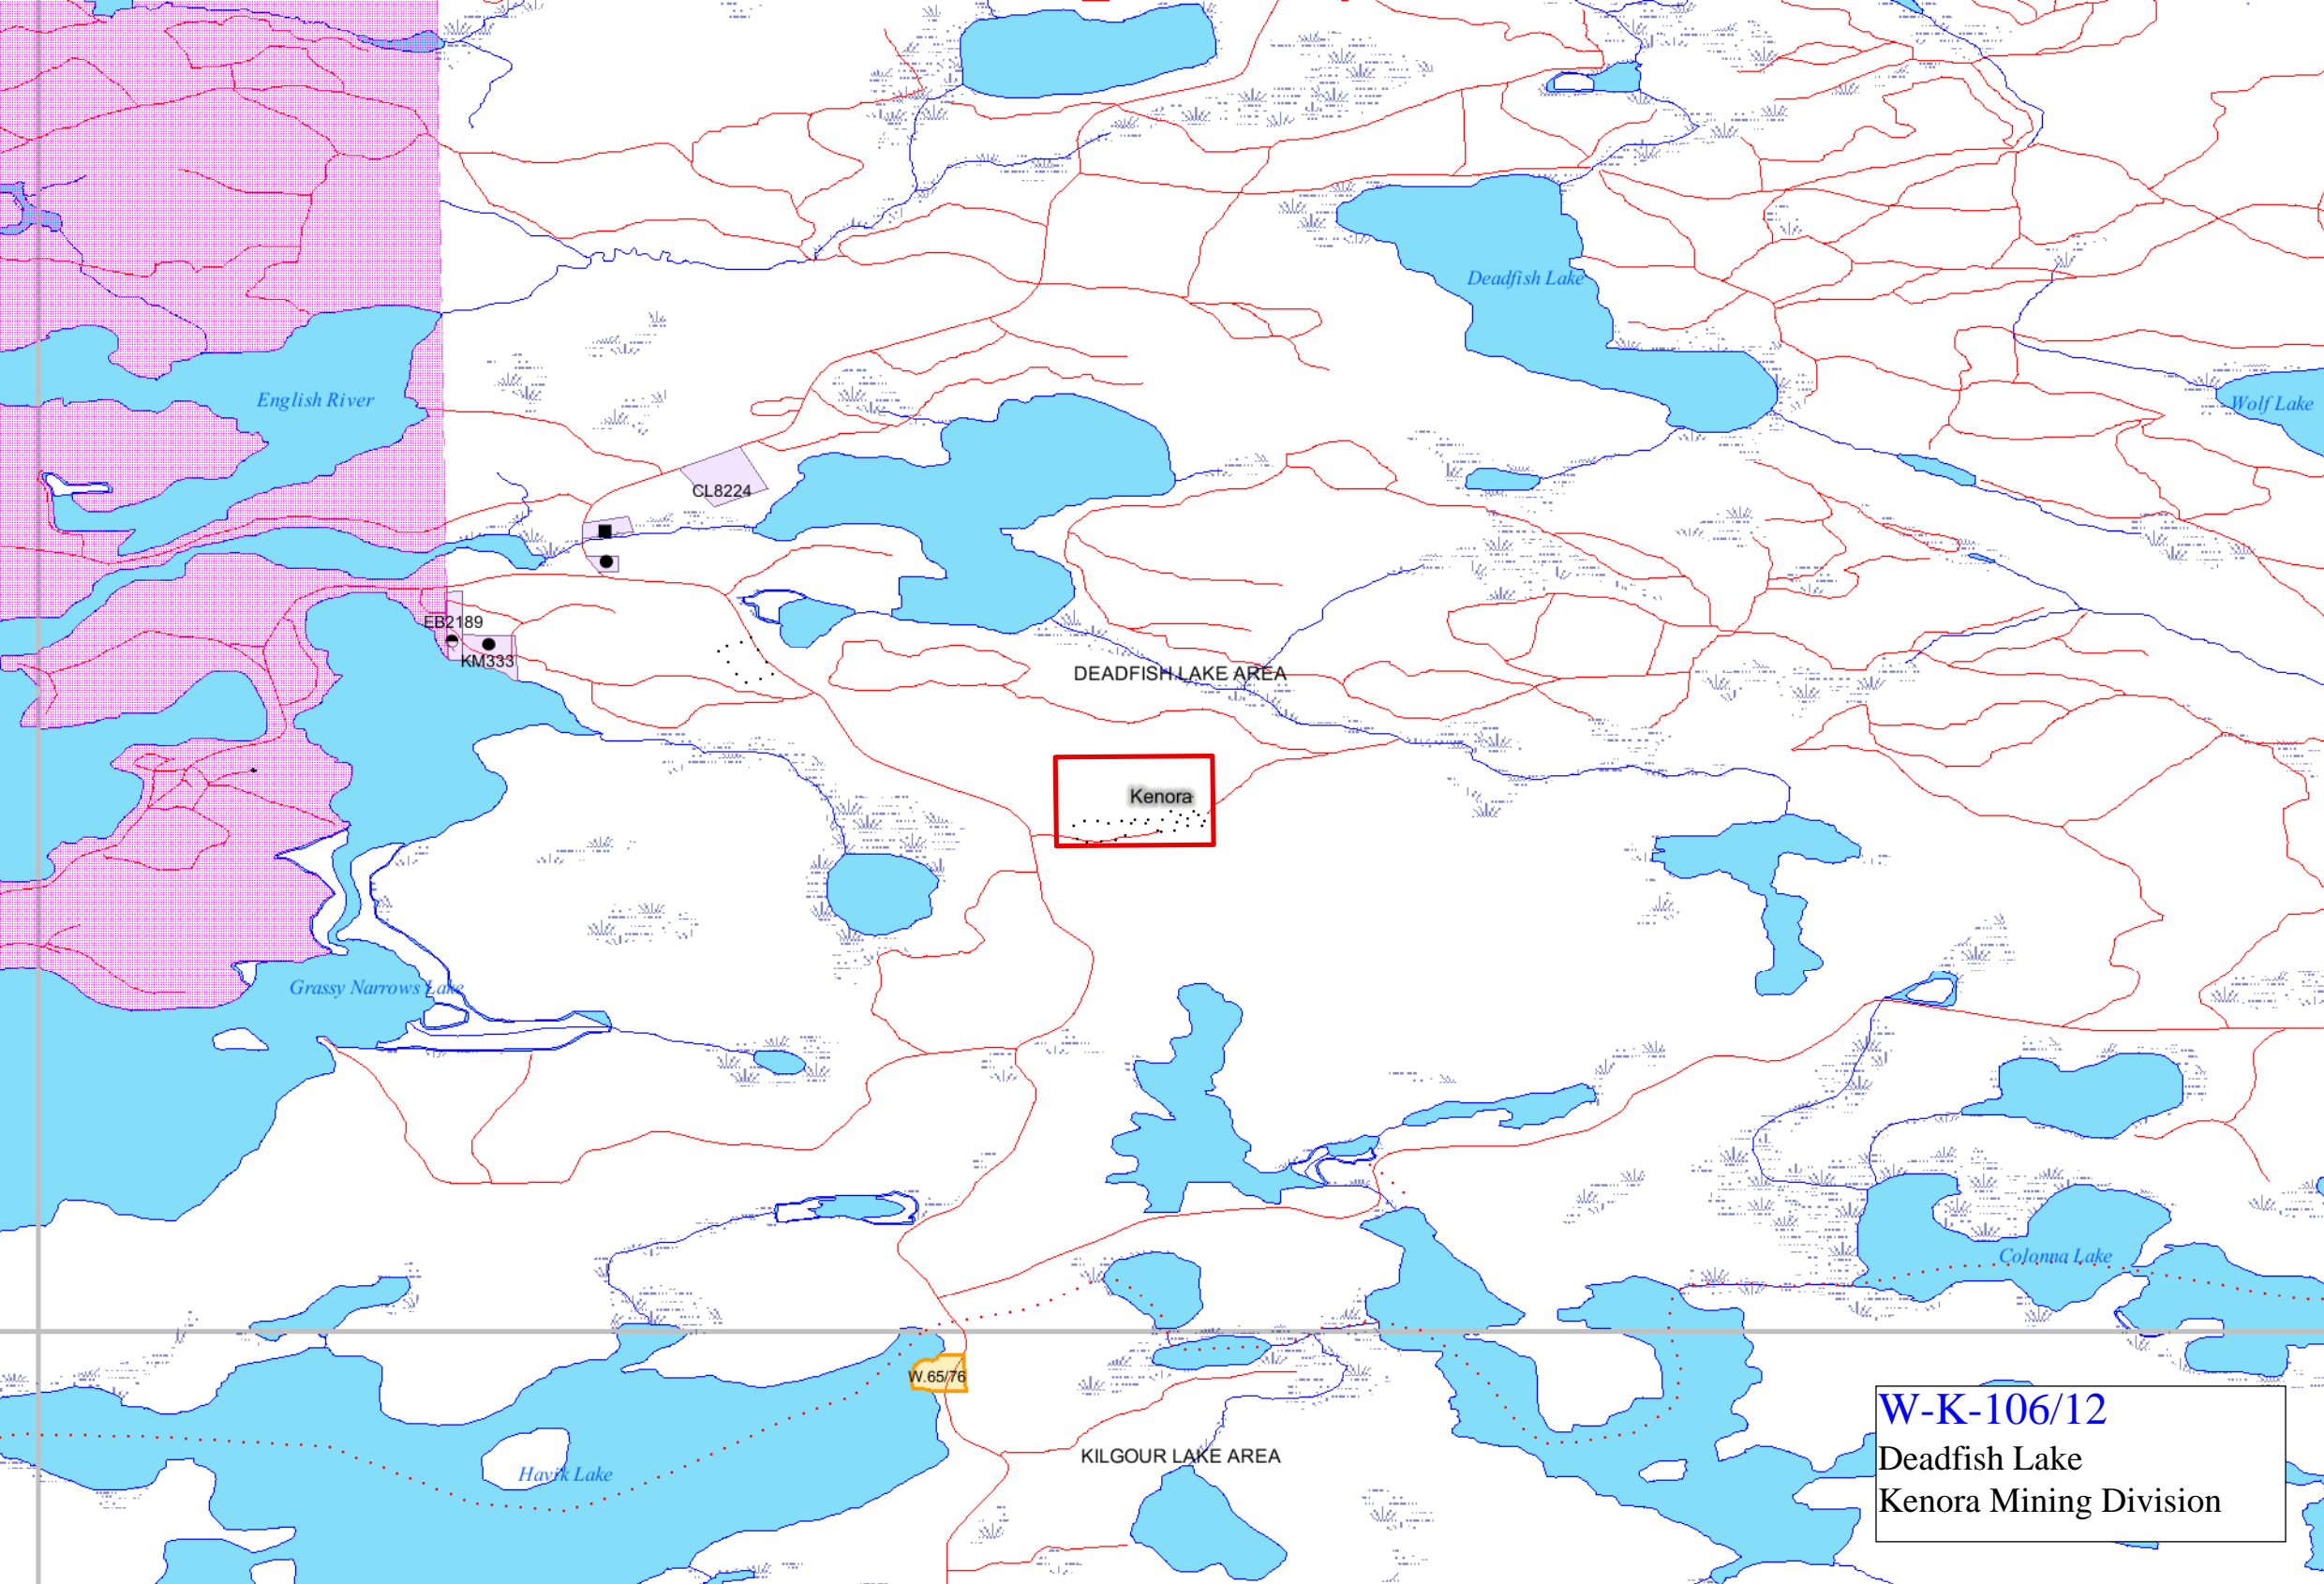 Deadfish Lake
English River
Wolf Lake
CL8224
EB2189
KM333
DEADFISH LAKE AREA
Kenora
Grassy Narrows Lake
Colonna Lake
W.65/76
KILGOUR LAKE AREA
Havik Lake
W-K-106/12
Deadfish Lake
Kenora Mining Division